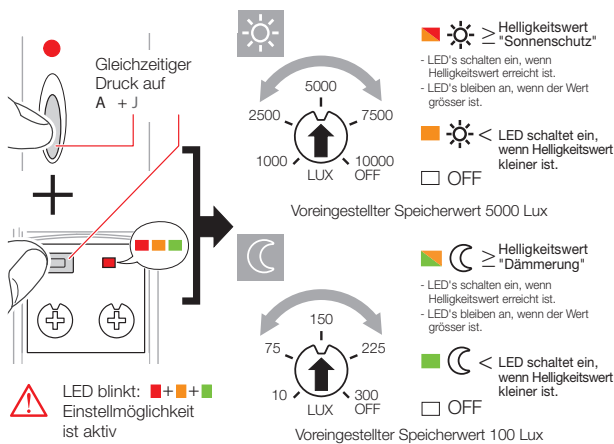 Gleichzeitiger
Druck auf
A + J
LED blinkt: + +
Einstellmöglichkeit
ist aktiv
5000
2500
7500
1000
10000
LUX
OFF
Voreingestellter Speicherwert 5000 Lux
≥ Helligkeitswert
"Sonnenschutz"
- LED's schalten ein, wenn
Helligkeitswert erreicht ist.
- LED's bleiben an, wenn der Wert
grösser ist.
< LED schaltet ein,
wenn Helligkeitswert
kleiner ist.
OFF
150
75
225
10
300
LUX
OFF
Voreingestellter Speicherwert 100 Lux
≥ Helligkeitswert
"Dämmerung"
- LED's schalten ein, wenn
Helligkeitswert erreicht ist.
- LED's bleiben an, wenn der Wert
grösser ist.
< LED schaltet ein,
wenn Helligkeitswert
kleiner ist.
OFF